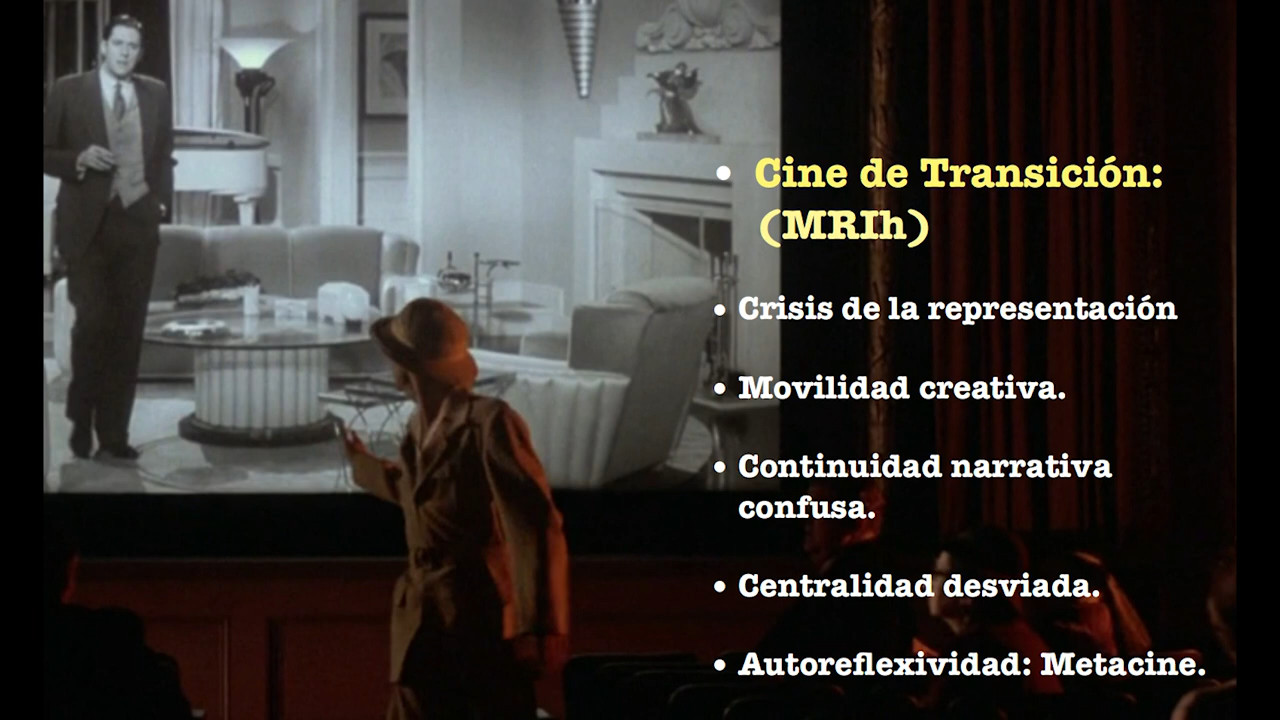 • Cine de Transición:
(MRIh)
• Crisis de la representación
• Movilidad creativa.
• Continuidad narrativa
confusa.
• Centralidad desviada.
• Autoreflexividad: Metacine.